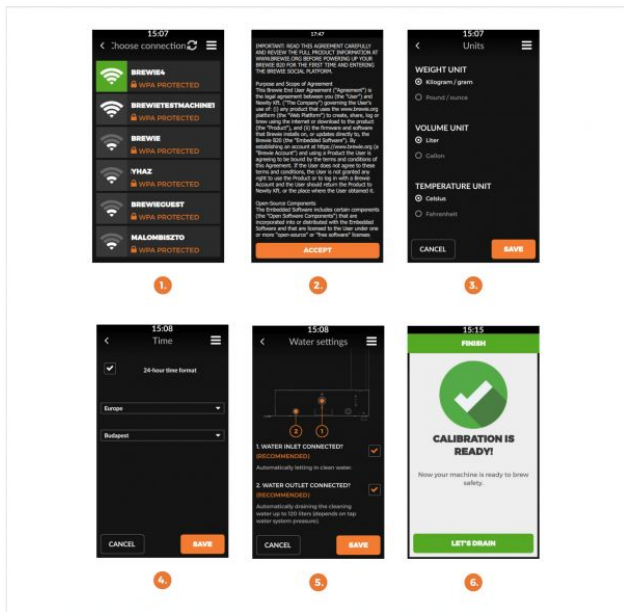 15:07
Choose connection
BREWIE4
WPA PROTECTED
BREWIETESTMACHINE1
WPA PROTECTED
BREWIE
WPA PROTECTED
YHAZ
WPA PROTECTED
BREWIEGUEST
WPA PROTECTED
MALOMBISZTO
WPA PROTECTED
1.
17:47
IMPORTANT: READ THIS AGREEMENT CAREFULLY
AND REVIEW THE FULL PRODUCT INFORMATION AT
WWW.BREWIE.ORG BEFORE POWERING UP YOUR
BREWIE B20 FOR THE FIRST TIME AND ENTERING
THE BREWIE SOCIAL PLATFORM.
Purpose and Scope of Agreement
This Brewie End User Agreement ("Agreement") is
the legal agreement between you (the "User") and
Newity Kft. ("The Company") governing the User's
use of: (i) any product that uses the www.brewie.org
platform (the "Web Platform") to create, share, log or
brew using the internet or download to the product
(the "Product"), and (ii) the firmware and software
that Brewie installs on, or updates directly to, the
Brewie B20 (the "Embedded Software"). By
establishing an account at https://www.brewie.org (a
"Brewie Account") and using a Product the User is
agreeing to be bound by the terms and conditions of
this Agreement. If the User does not agree to these
terms and conditions, the User is not granted any
right to use the Product or to log in with a Brewie
Account and the User should return the Product to
Newity Kft, or the place where the User obtained it.
Open-Source Components
The Embedded Software includes certain components
(the "Open Software Components") that are
incorporated into or distributed with the Embedded
Software and that are licensed to the User under one
or more "open-source" or "free software" licenses
ACCEPT
2.
15:07
Units
WEIGHT UNIT
Kilogram / gram
Pound / ounce
VOLUME UNIT
Liter
Gallon
TEMPERATURE UNIT
Celsius
Fahrenheit
CANCEL
SAVE
3.
15:08
Time
24-hour time format
Europe
Budapest
CANCEL
SAVE
4.
15:08
Water settings
2
1
1. WATER INLET CONNECTED?
(RECOMMENDED)
Automatically letting in clean water.
2. WATER OUTLET CONNECTED?
(RECOMMENDED)
Automatically draining the cleaning
water up to 120 liters (depends on tap
water system preasure).
CANCEL
SAVE
5.
15:15
FINISH
CALIBRATION IS
READY!
Now your machine is ready to brew
safety.
LET'S DRAIN
6.